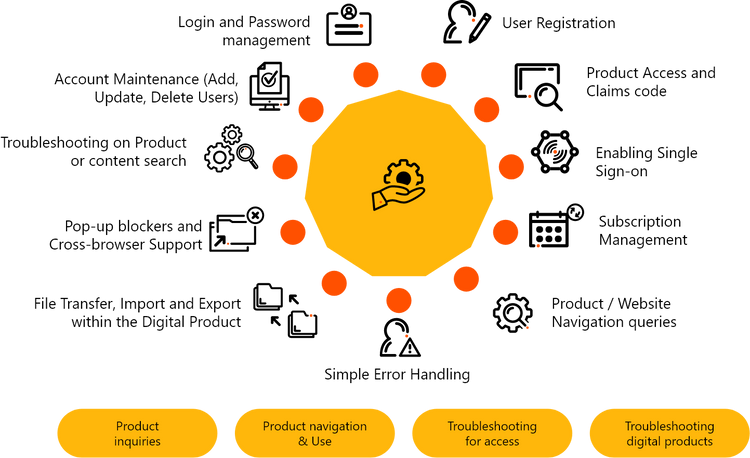 Login and Password
management
User Registration
Account Maintenance (Add,
Update, Delete Users)
Product Access and
Claims code
Troubleshooting on Product
or content search
Enabling Single
Sign-on
Pop-up blockers and
Cross-browser Support
Subscription
Management
File Transfer, Import and Export
within the Digital Product
Product / Website
Navigation queries
Simple Error Handling
Product
inquiries
Product navigation
& Use
Troubleshooting
for access
Troubleshooting
digital products